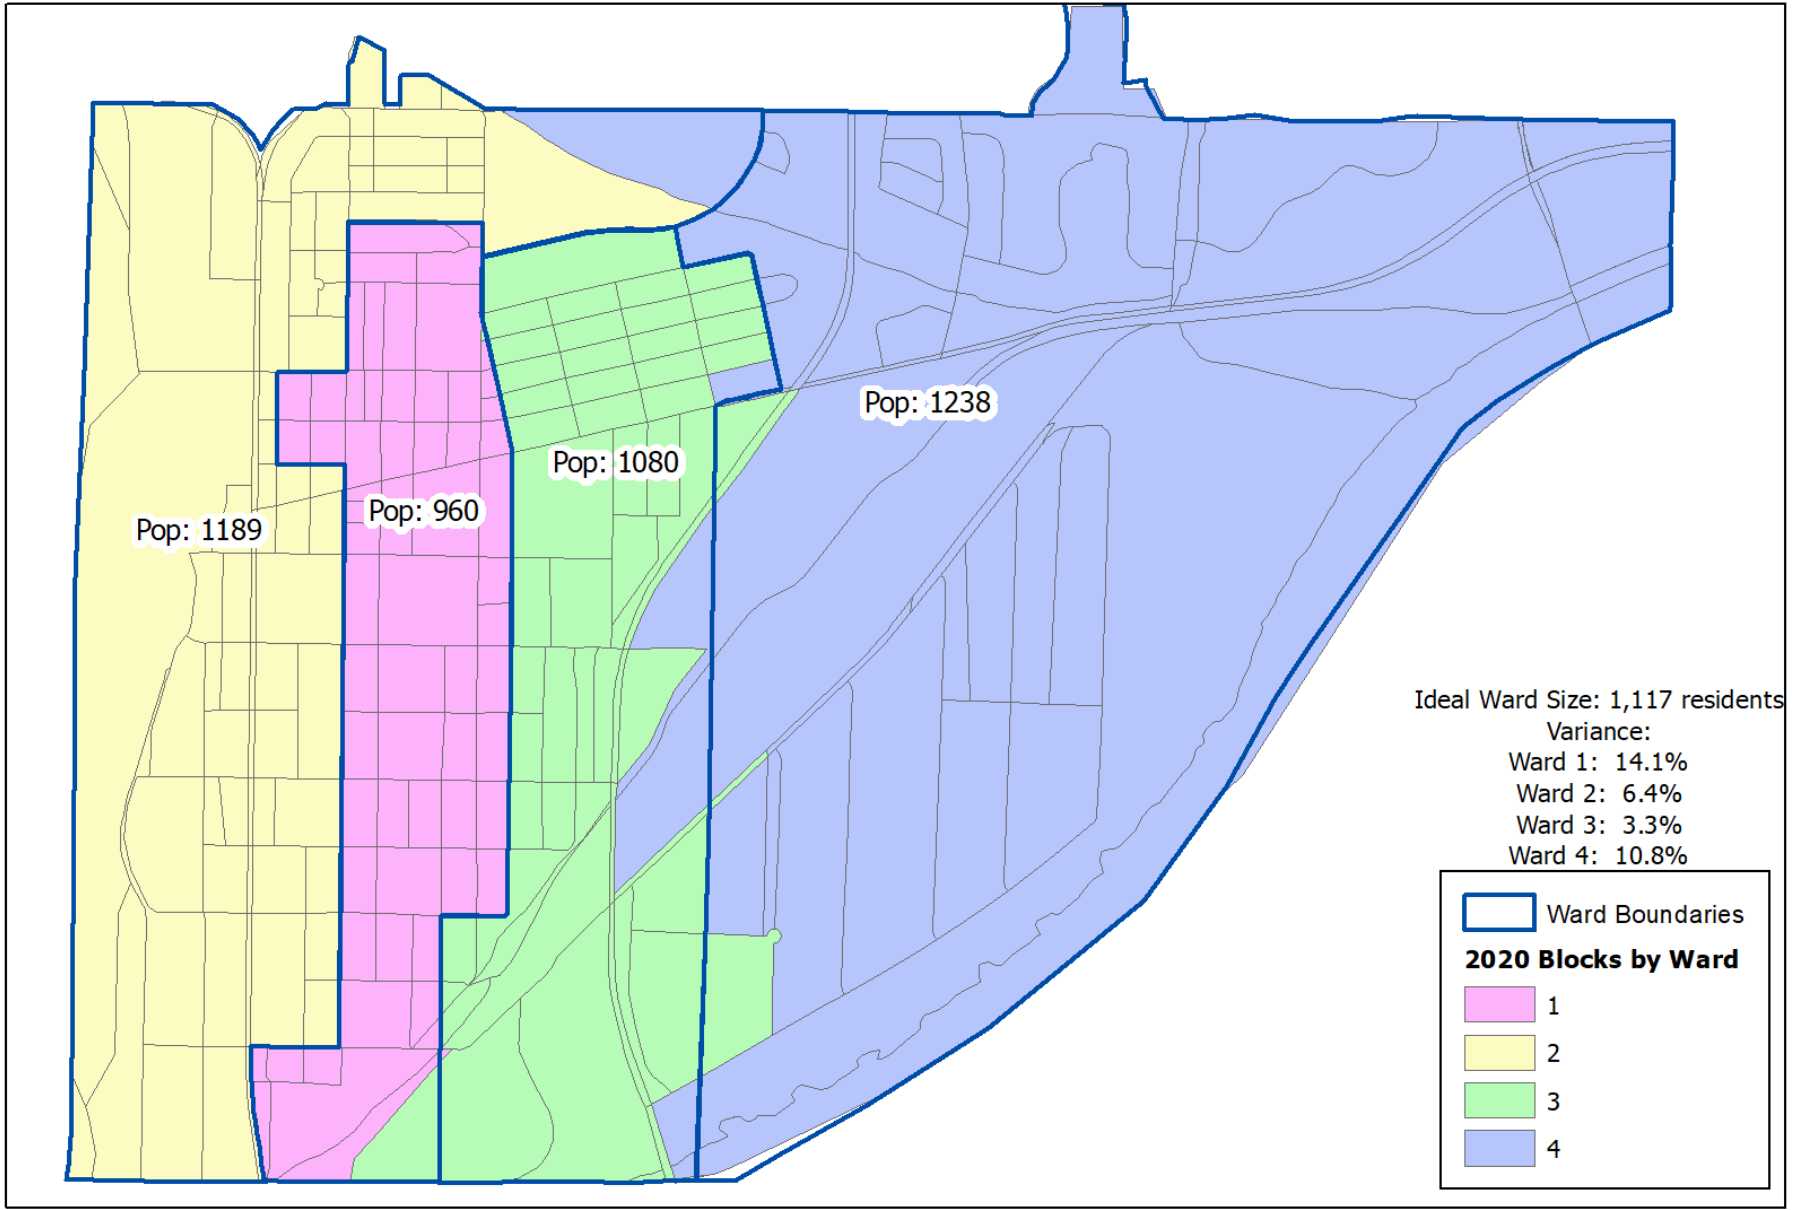 Pop: 1238
Pop: 1080
Pop: 960
Pop: 1189
Ideal Ward Size: 1,117 residents
Variance:
Ward 1: 14.1%
Ward 2: 6.4%
Ward 3: 3.3%
Ward 4: 10.8%
Ward Boundaries
2020 Blocks by Ward
1
2
3
4